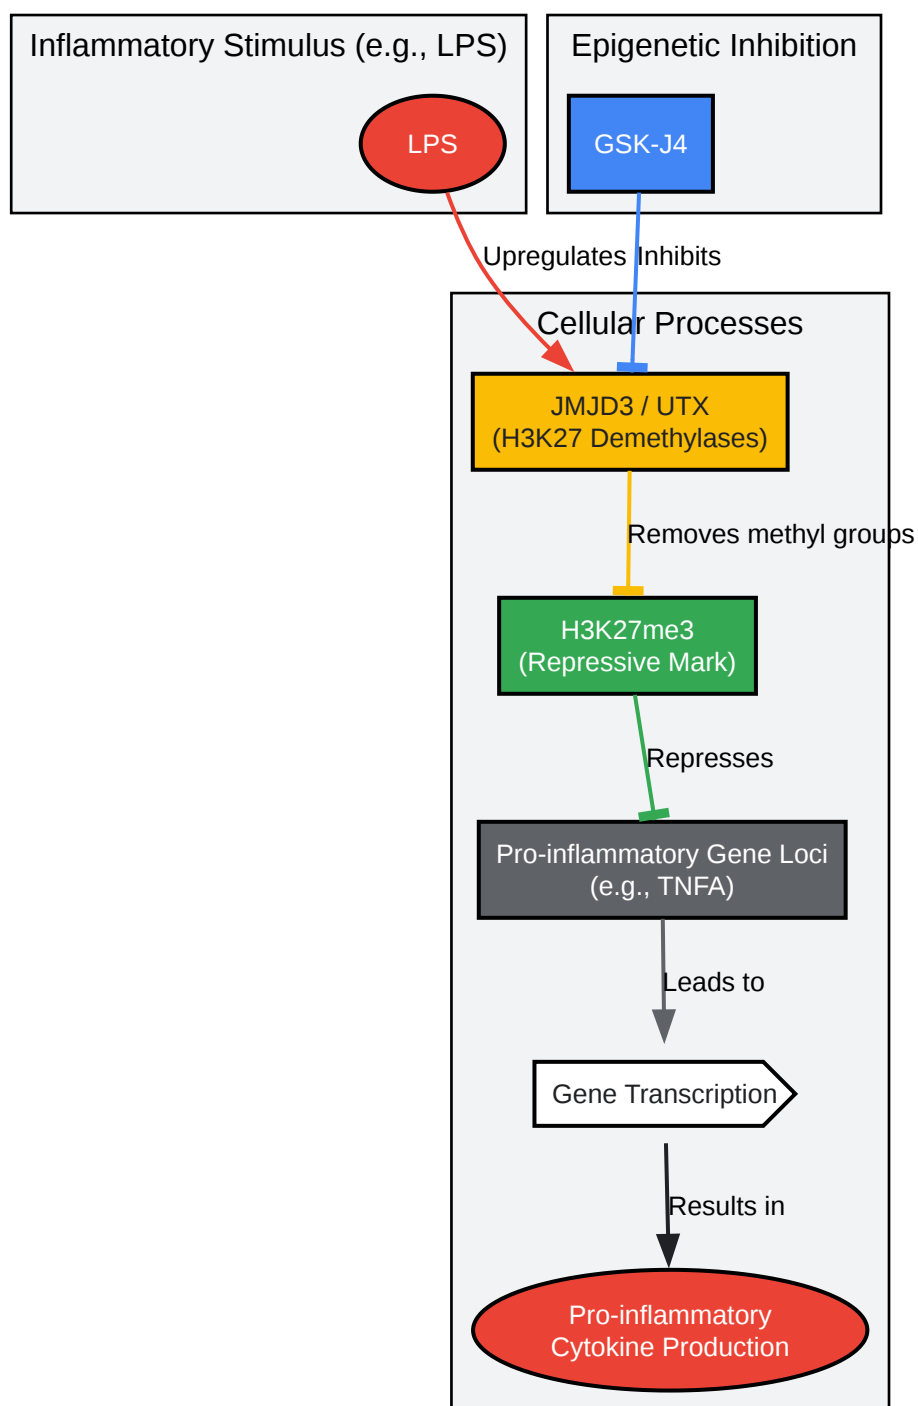 Inflammatory Stimulus (e.g., LPS)
Epigenetic Inhibition
LPS
GSK-J4
Upregulates
Inhibits
Cellular Processes
JMJD3 / UTX
(H3K27 Demethylases)
Removes methyl groups
H3K27me3
(Repressive Mark)
Represses
Pro-inflammatory Gene Loci
(e.g., TNFA)
Leads to
Gene Transcription
Results in
Pro-inflammatory
Cytokine Production